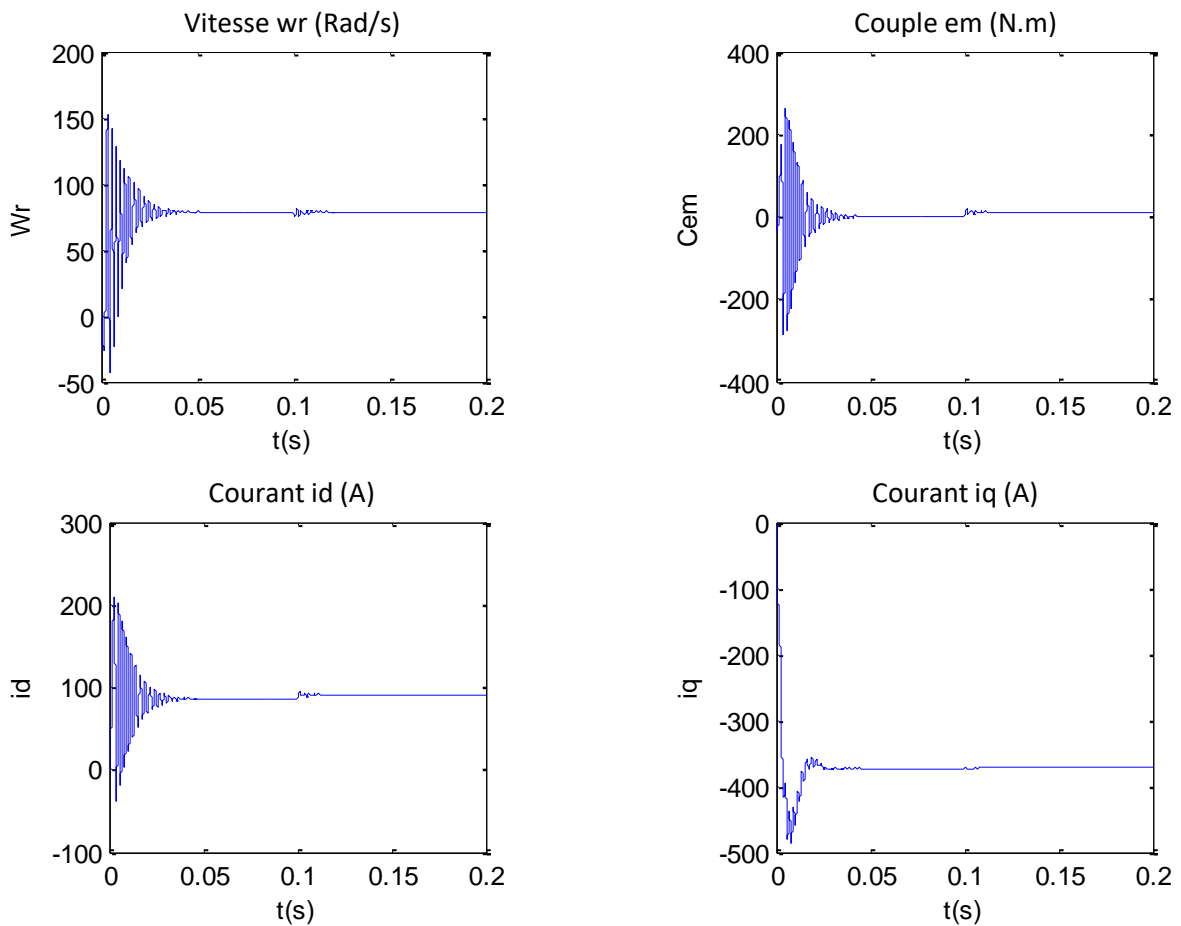 Vitesse wr (Rad/s)
200
150
100
50
0
-50
Wr
0 0.05 0.1 0.15 0.2
t(s)
Couple em (N.m)
400
200
0
-200
-400
Cem
0 0.05 0.1 0.15 0.2
t(s)
Courant id (A)
300
200
100
0
-100
id
0 0.05 0.1 0.15 0.2
t(s)
Courant iq (A)
0
-100
-200
-300
-400
-500
iq
0 0.05 0.1 0.15 0.2
t(s)